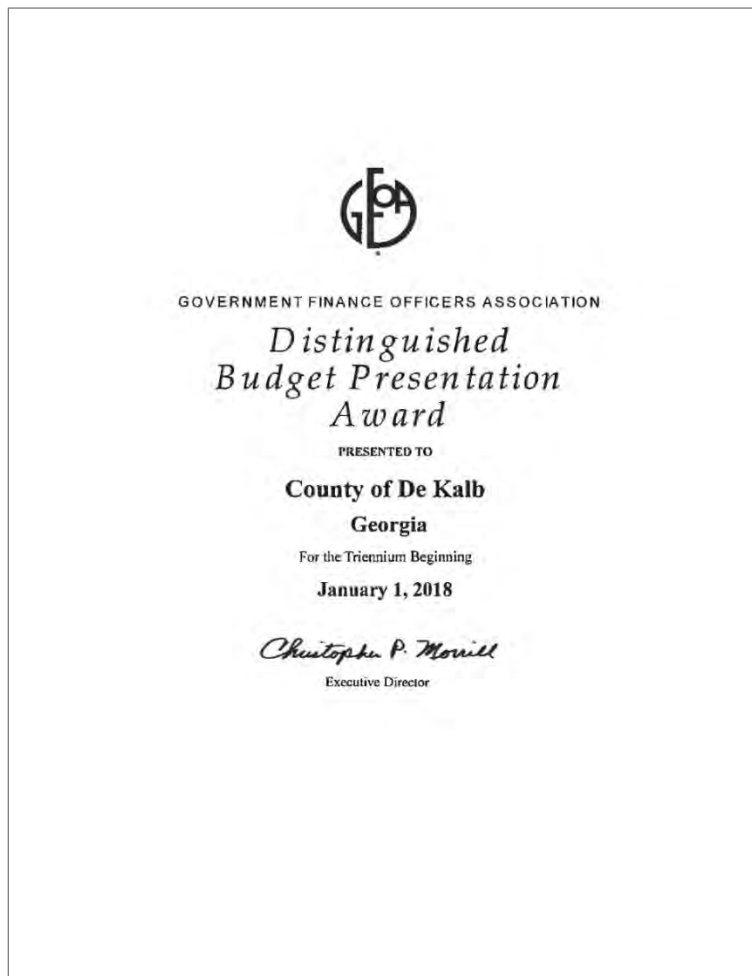 GFOA
GOVERNMENT FINANCE OFFICERS ASSOCIATION
Distinguished
Budget Presentation
Award
PRESENTED TO
County of De Kalb
Georgia
For the Triennium Beginning
January 1, 2018
Christopher P. Morrill
Executive Director